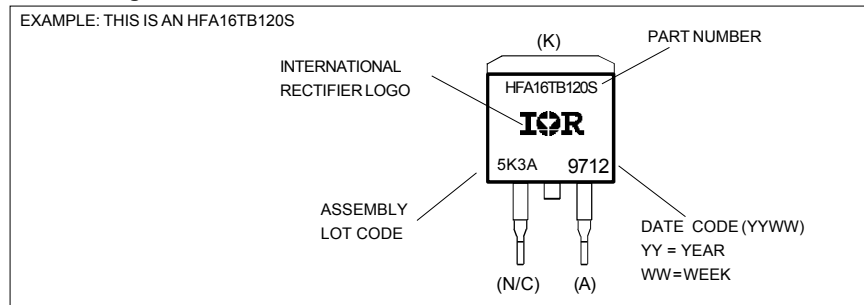 EXAMPLE: THIS IS AN HFA16TB120S
(K)
PART NUMBER
INTERNATIONAL
RECTIFIER LOGO
HFA16TB120S
IOR
5K3A 9712
ASSEMBLY
LOT CODE
DATE CODE (YYWW)
YY = YEAR
WW=WEEK
(N/C) (A)